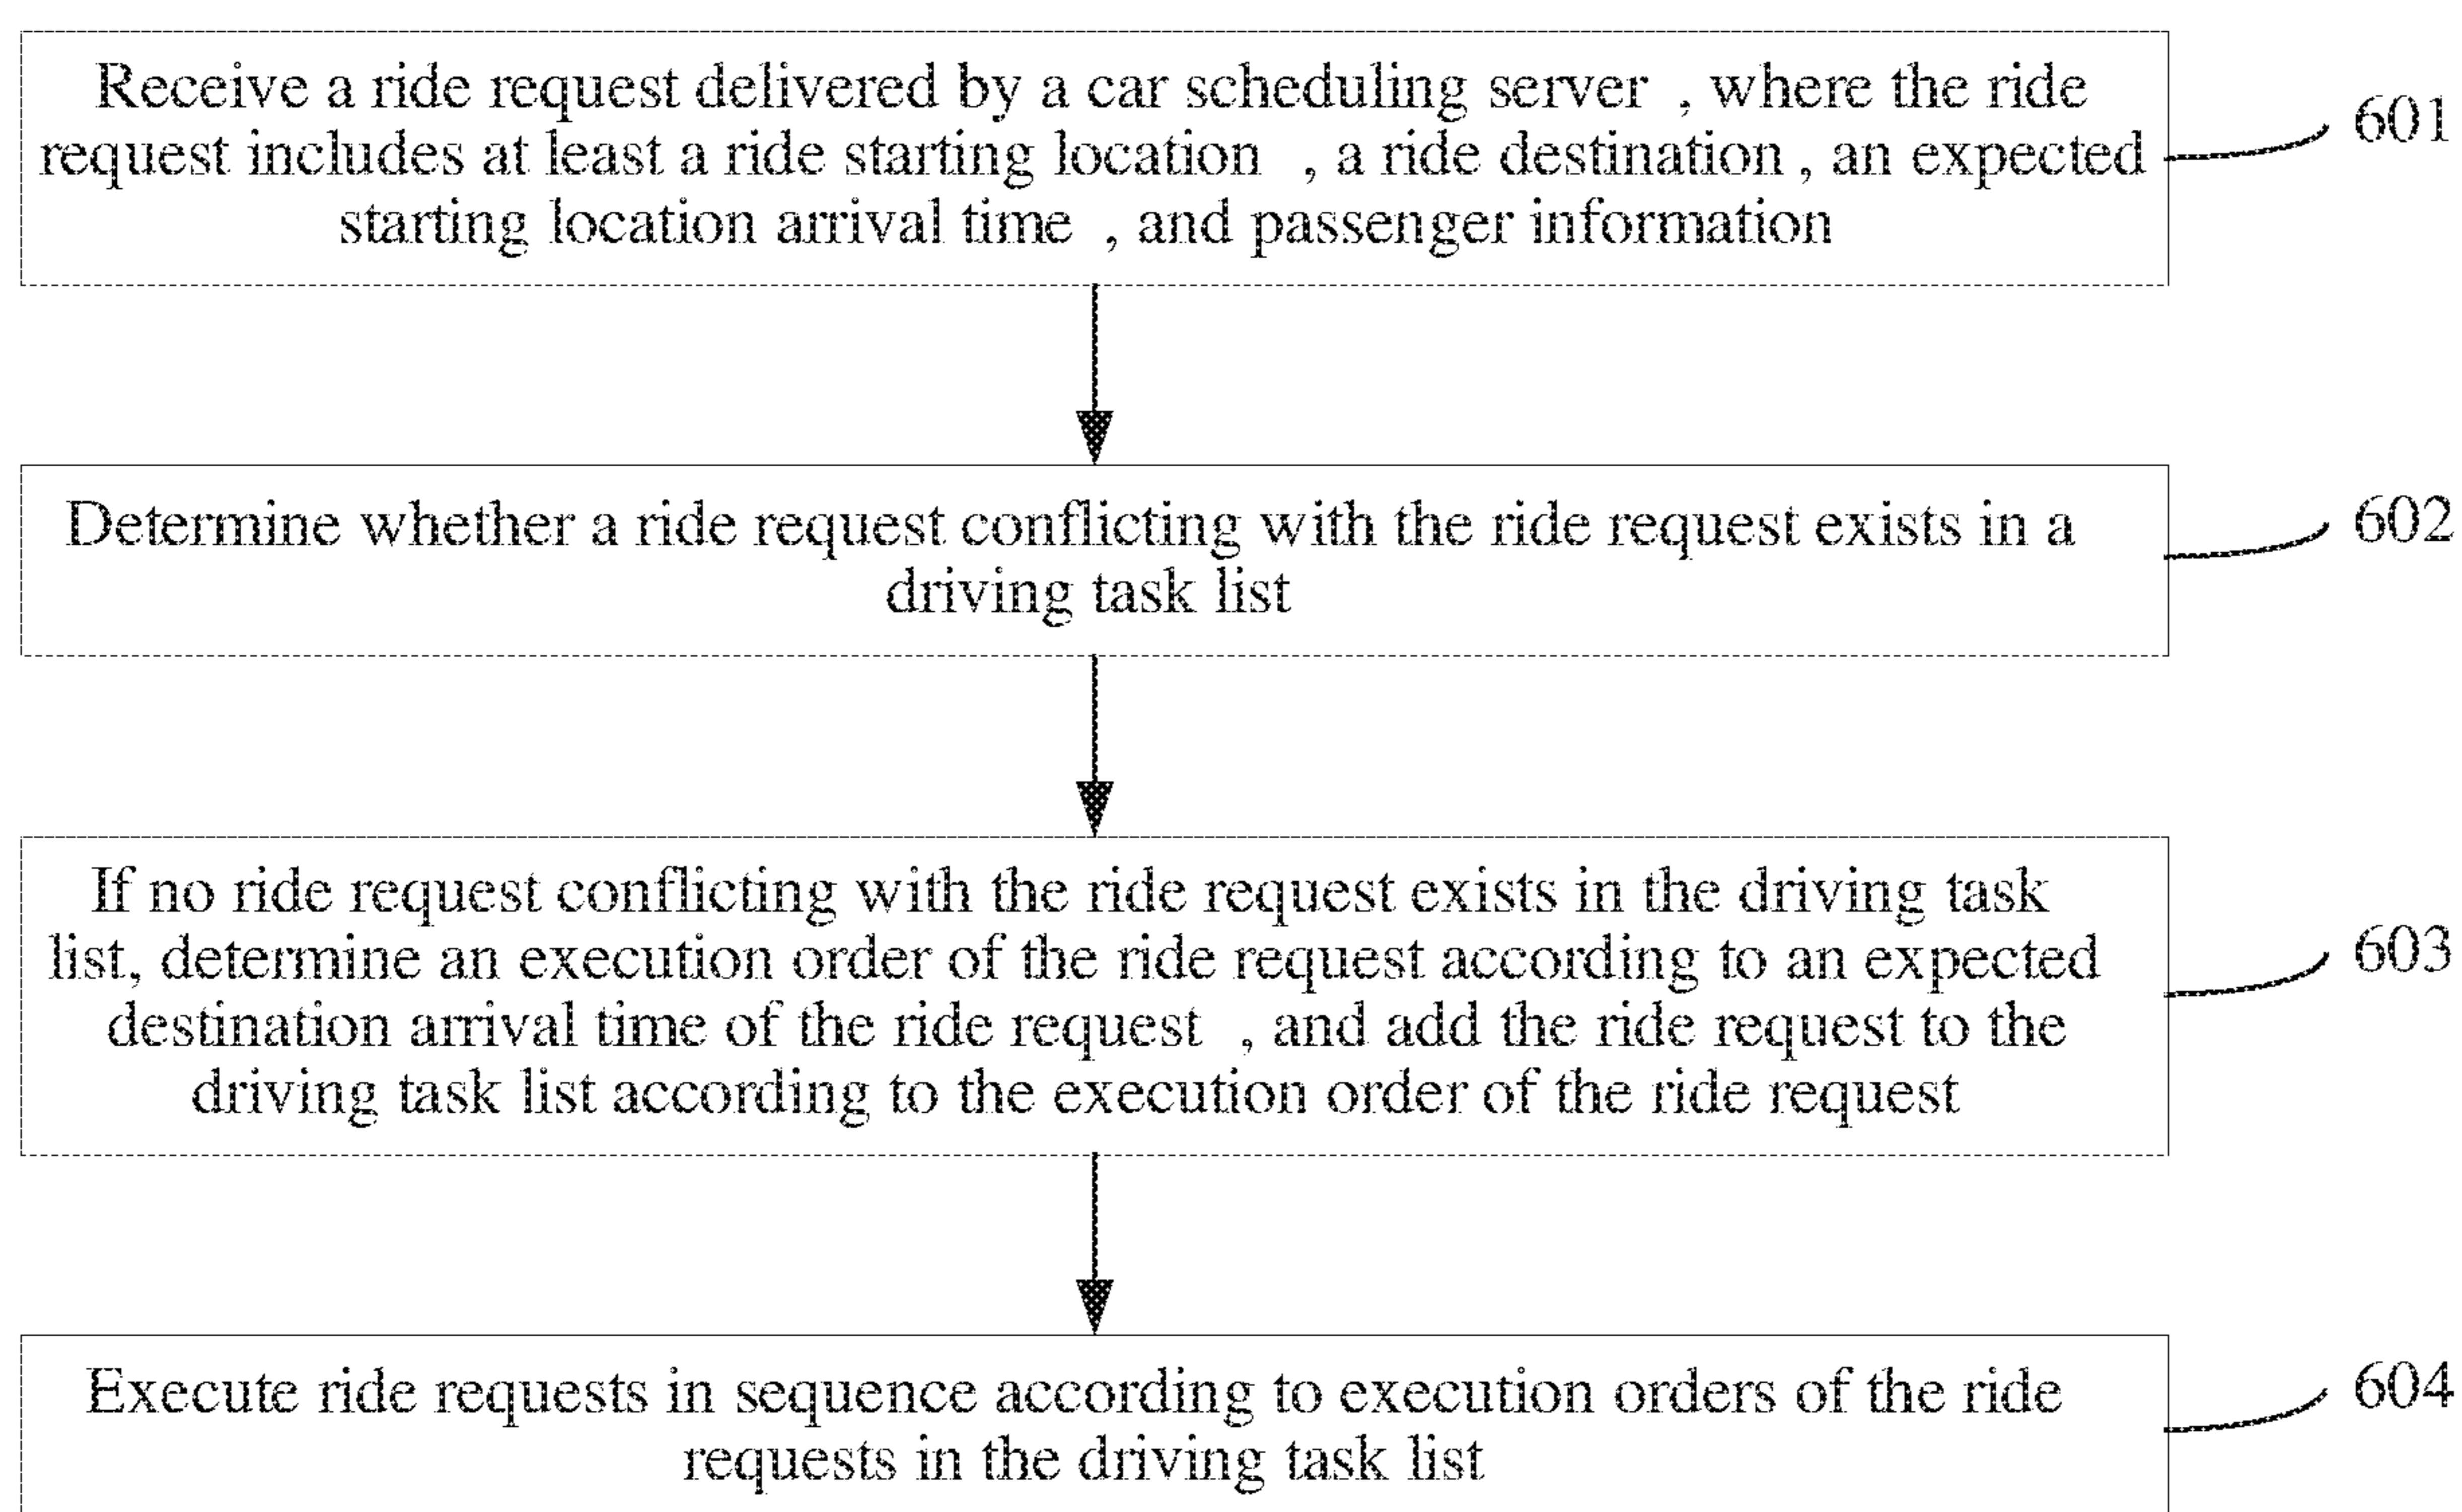 Receive a ride request delivered by a car scheduling server , where the ride
request includes at least a ride starting location , a ride destination , an expected
starting location arrival time , and passenger information
601
Determine whether a ride request conflicting with the ride request exists in a
driving task list
602
If no ride request conflicting with the ride request exists in the driving task
list, determine an execution order of the ride request according to an expected
destination arrival time of the ride request , and add the ride request to the
driving task list according to the execution order of the ride request
603
Execute ride requests in sequence according to execution orders of the ride
requests in the driving task list
604